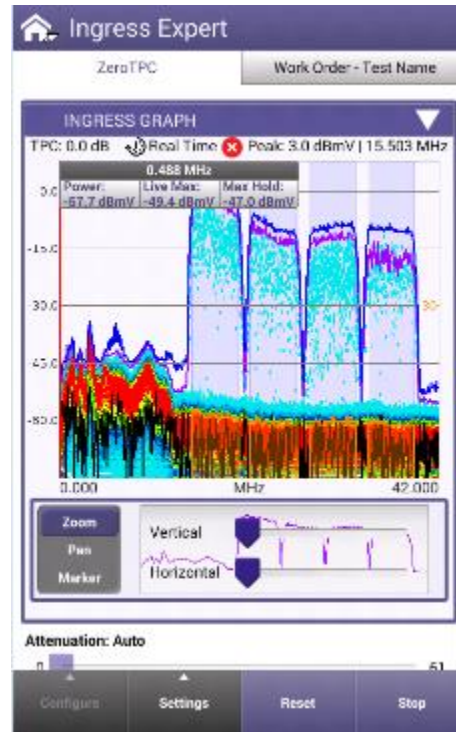 Ingress Expert
ZeroTPC
Work Order - Test Name
INGRESS GRAPH
TPC: 0.0 dB Real Time Peak: 3.0 dBmV | 15.503 MHz
0.488 MHz
Power: Live Max: Max Hold:
-67.7 dBmV -49.4 dBmV -47.0 dBmV
0.0
-15.0
30.0 30
-45.0
-60.0
0.000 MHz 42.000
Zoom
Pan
Marker
Vertical
Horizontal
Attenuation: Auto
0 61
Configure Settings Reset Stop